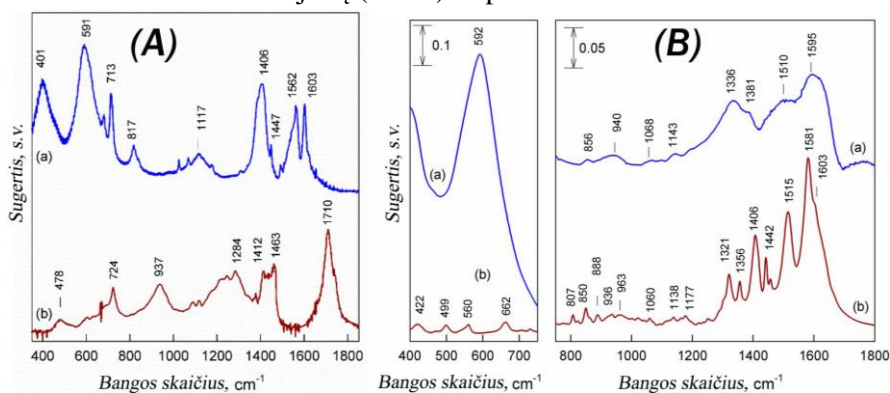 (A)
401
591
713
817
1117
1406
1447
1562
1603
(a)
478
724
937
1284
1412
1463
1710
(b)
Sugertis, s.v.
400 600 800 1000 1200 1400 1600 1800
Bangos skaičius, cm-1
0.1
592
(a)
(b)
422
499
560
662
400 500 600 700
Bangos skaičius, cm-1
(B)
0.05
856
940
1068
1143
1336
1381
1510
1595
(a)
807
850
888
936
963
1060
1138
1177
1321
1356
1406
1442
1515
1581
1603
(b)
Sugertis, s.v.
800 1000 1200 1400 1600 1800
Bangos skaičius, cm-1